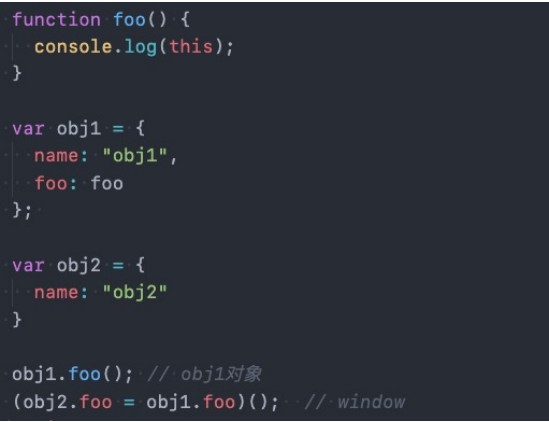 function foo() {
  console.log(this);
}
var obj1 = {
  name: "obj1",
  foo: foo
};
var obj2 = {
  name: "obj2"
}
obj1.foo(); // obj1对象
(obj2.foo = obj1.foo)();  // window